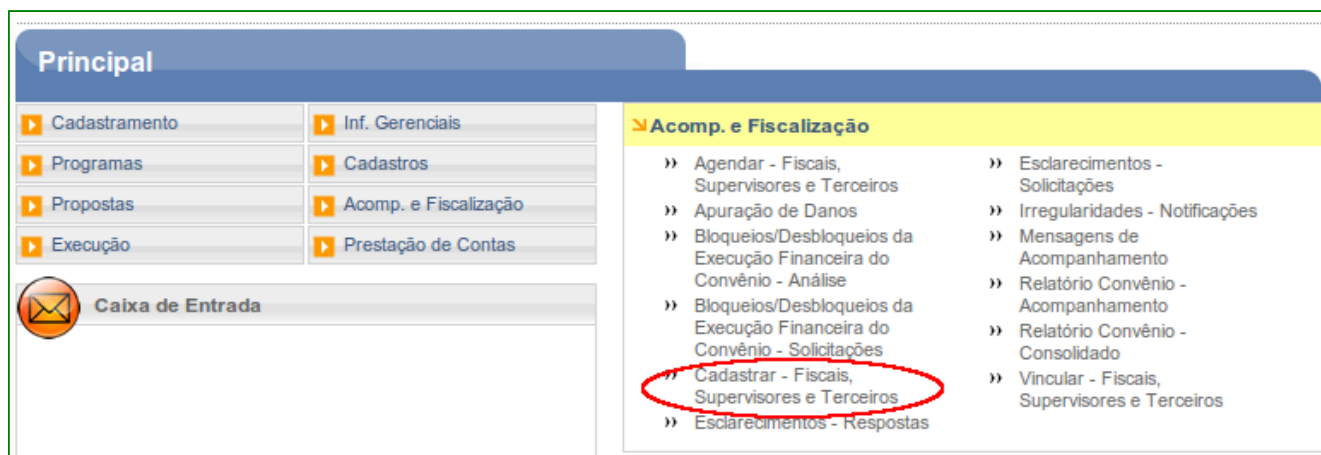 Principal
Cadastramento
Inf. Gerenciais
Programas
Cadastros
Propostas
Acomp. e Fiscalização
Execução
Prestação de Contas
Caixa de Entrada
Acomp. e Fiscalização
Agendar - Fiscais,
Supervisores e Terceiros
Apuração de Danos
Bloqueios/Desbloqueios da
Execução Financeira do
Convênio - Análise
Bloqueios/Desbloqueios da
Execução Financeira do
Convênio - Solicitações
Cadastrar - Fiscais,
Supervisores e Terceiros
Esclarecimentos - Respostas
Esclarecimentos -
Solicitações
Irregularidades - Notificações
Mensagens de
Acompanhamento
Relatório Convênio -
Acompanhamento
Relatório Convênio -
Consolidado
Vincular - Fiscais,
Supervisores e Terceiros